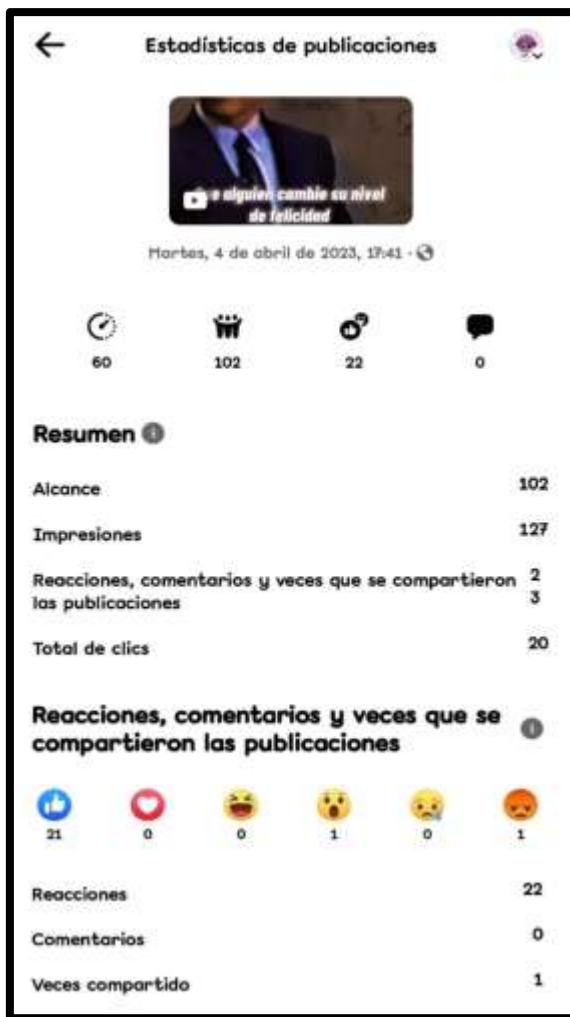 Estadísticas de publicaciones
e alguien cambie su nivel
de felicidad
Martes, 4 de abril de 2023, 17:41 ·
60 102 22 0
Resumen
Alcance 102
Impresiones 127
Reacciones, comentarios y veces que se compartieron 2
las publicaciones 3
Total de clics 20
Reacciones, comentarios y veces que se
compartieron las publicaciones
21 0 0 1 0 1
Reacciones 22
Comentarios 0
Veces compartido 1